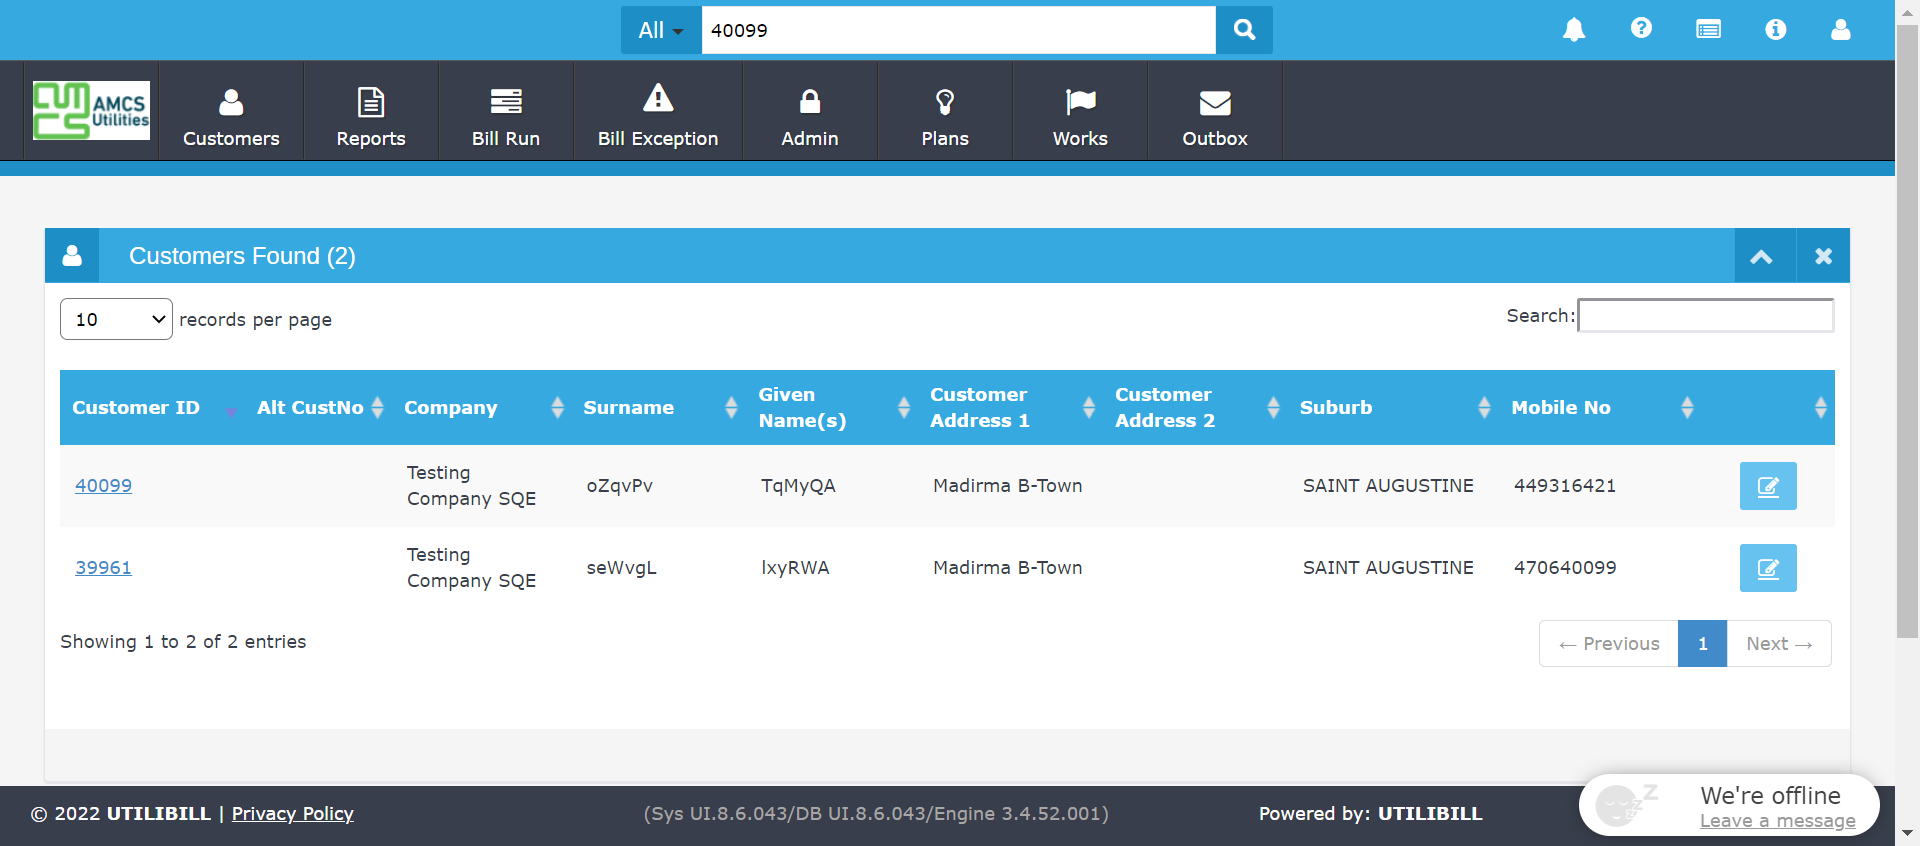 All
40099
AMCS
Utilities
Customers
Reports
Bill Run
Bill Exception
Admin
Plans
Works
Outbox
Customers Found (2)
10 records per page
Search:
Customer ID Alt CustNo Company Surname Given Name(s) Customer Address 1 Customer Address 2 Suburb Mobile No
40099 Testing Company SQE oZqvPv TqMyQA Madirma B-Town SAINT AUGUSTINE 449316421
39961 Testing Company SQE seWvgL lxyRWA Madirma B-Town SAINT AUGUSTINE 470640099
Showing 1 to 2 of 2 entries
← Previous 1 Next →
© 2022 UTILIBILL | Privacy Policy
(Sys UI.8.6.043/DB UI.8.6.043/Engine 3.4.52.001)
Powered by: UTILIBILL
We're offline
Leave a message